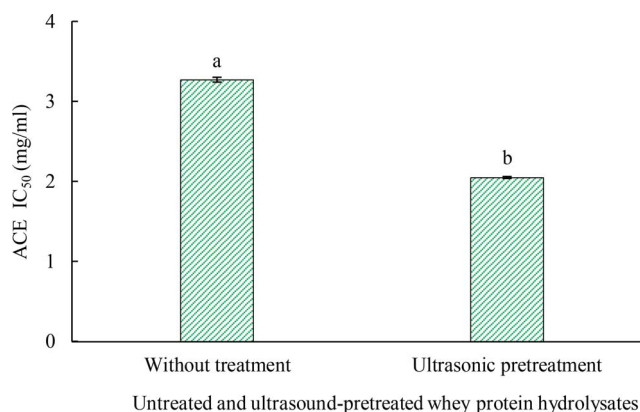 4
3
2
1
0
ACE IC₅₀ (mg/ml)
a
b
Without treatment
Ultrasonic pretreatment
Untreated and ultrasound-pretreated whey protein hydrolysates